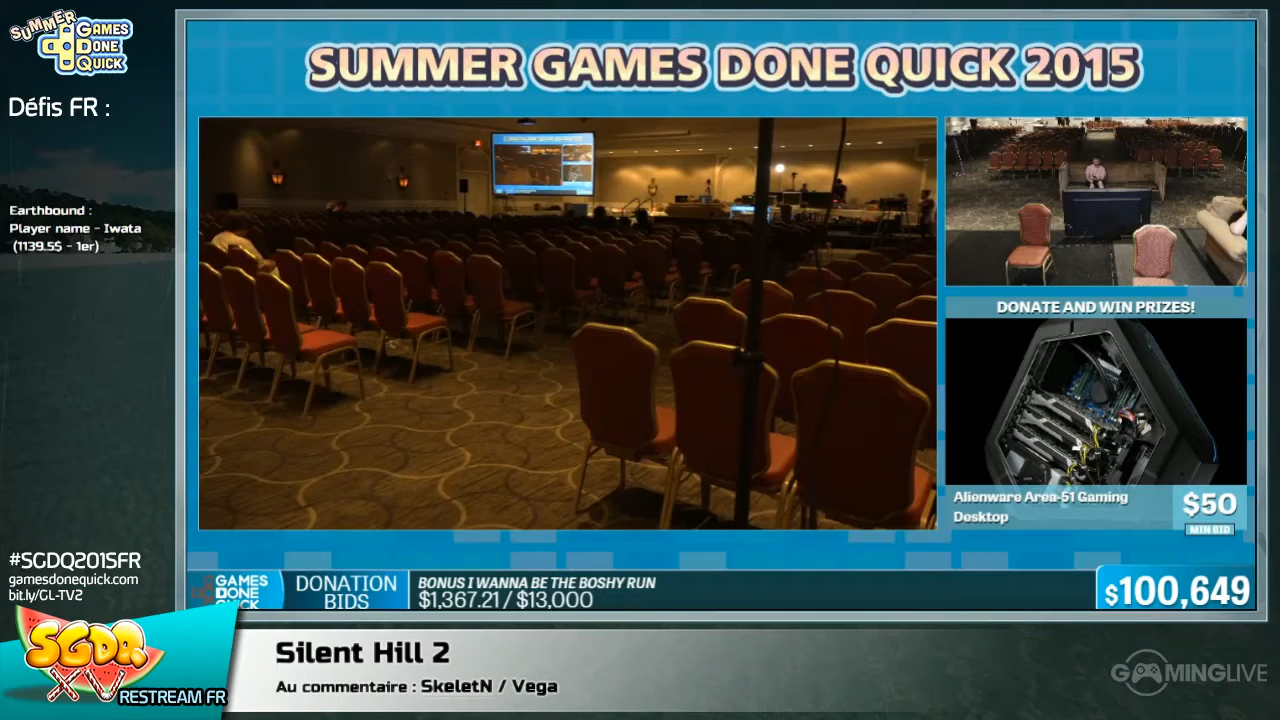 SUMMER
GAMES
DONE
QUICK
Défis FR :
Earthbound :
Player name - Iwata
(1139.5$ - 1er)
SUMMER GAMES DONE QUICK 2015
DONATE AND WIN PRIZES!
Alienware Area-51 Gaming
Desktop
$50
MIN BID
#SGDQ2015FR
gamesdonequick.com
bit.ly/GL-TV2
GAMES
DONE
QUICK
DONATION
BIDS
BONUS I WANNA BE THE BOSHY RUN
$1,367.21 / $13,000
$100,649
SGDQ
XV
RESTREAM FR
Silent Hill 2
Au commentaire : SkeletN / Vega
GAMINGLIVE